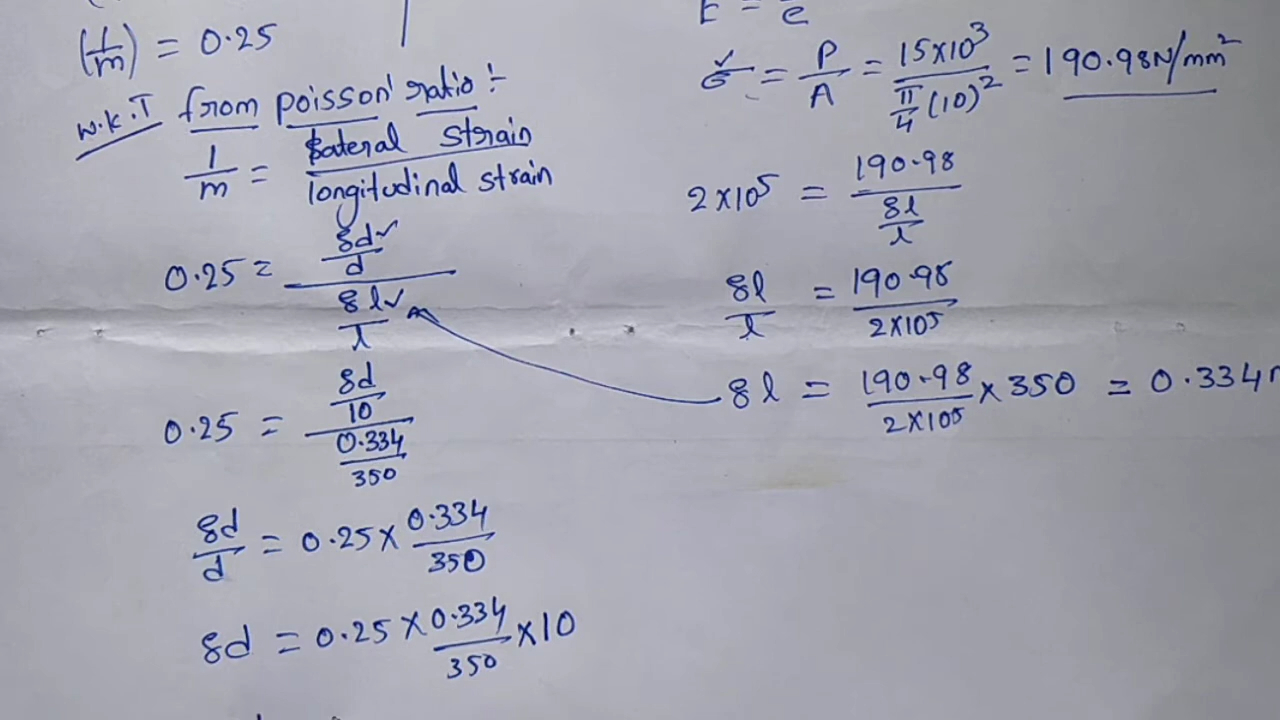 (1/m) = 0.25
w.k.T from poisson' ratio :-
1/m = Lateral strain / longitudinal strain
0.25 = (δd/d) / (δl/l)
0.25 = (δd/10) / (0.334/350)
δd/d = 0.25 × 0.334/350
δd = 0.25 × 0.334/350 × 10
E = σ/e
σ = P/A = 15×10³ / π/4 (10)² = 190.98N/mm²
2×10⁵ = 190.98 / (δl/l)
δl/l = 190.98 / 2×10⁵
δl = 190.98 / 2×10⁵ × 350 = 0.334